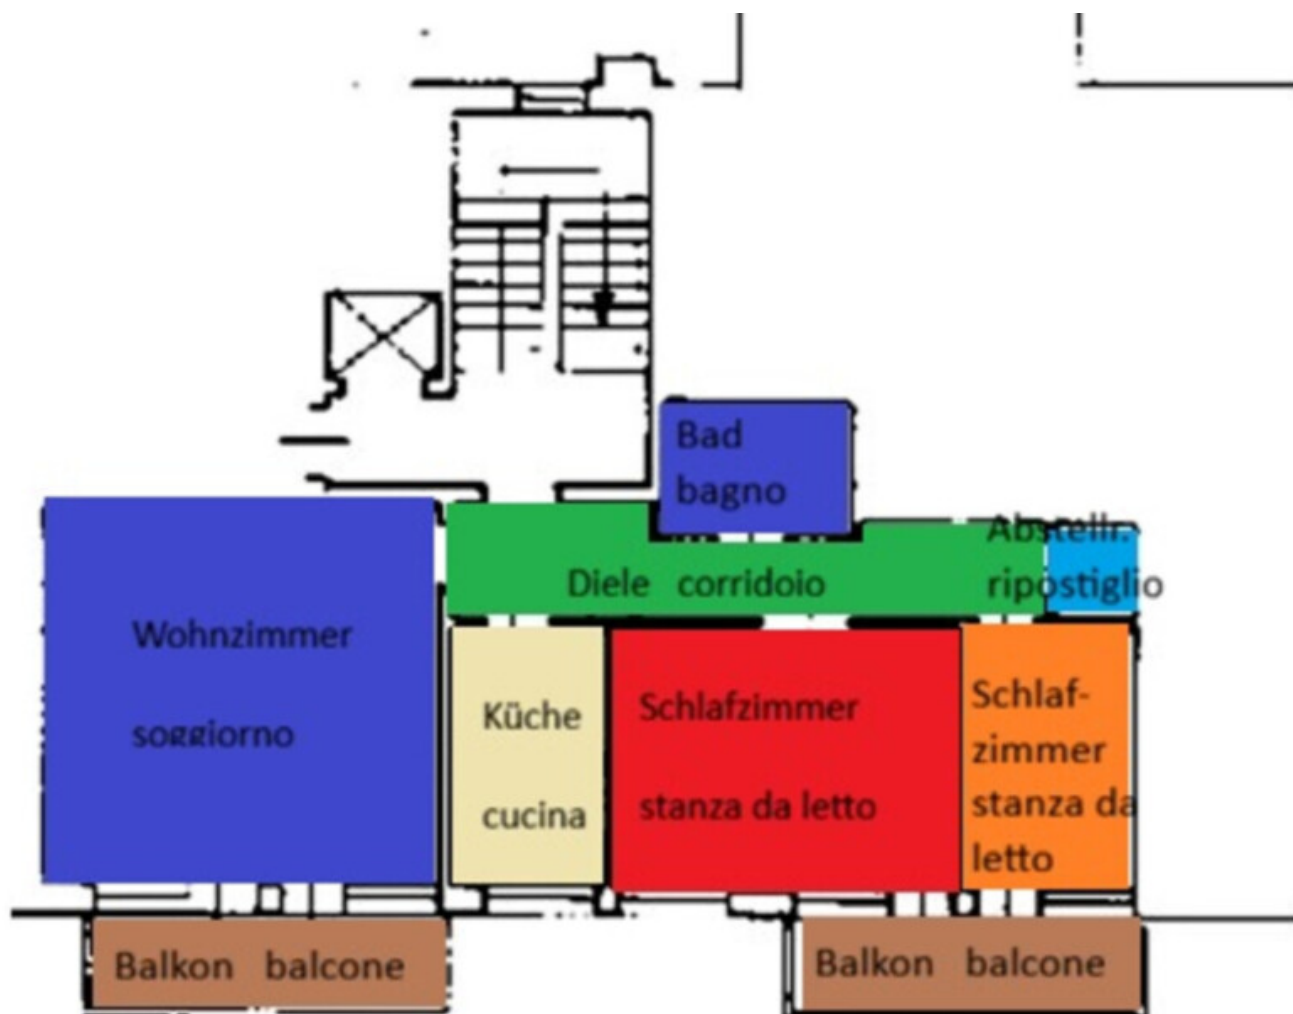 Bad
bagno
Abstellr.
ripostiglio
Diele corridoio
Wohnzimmer
soggiorno
Küche
cucina
Schlafzimmer
stanza da letto
Schlaf-
zimmer
stanza da
letto
Balkon balcone
Balkon balcone